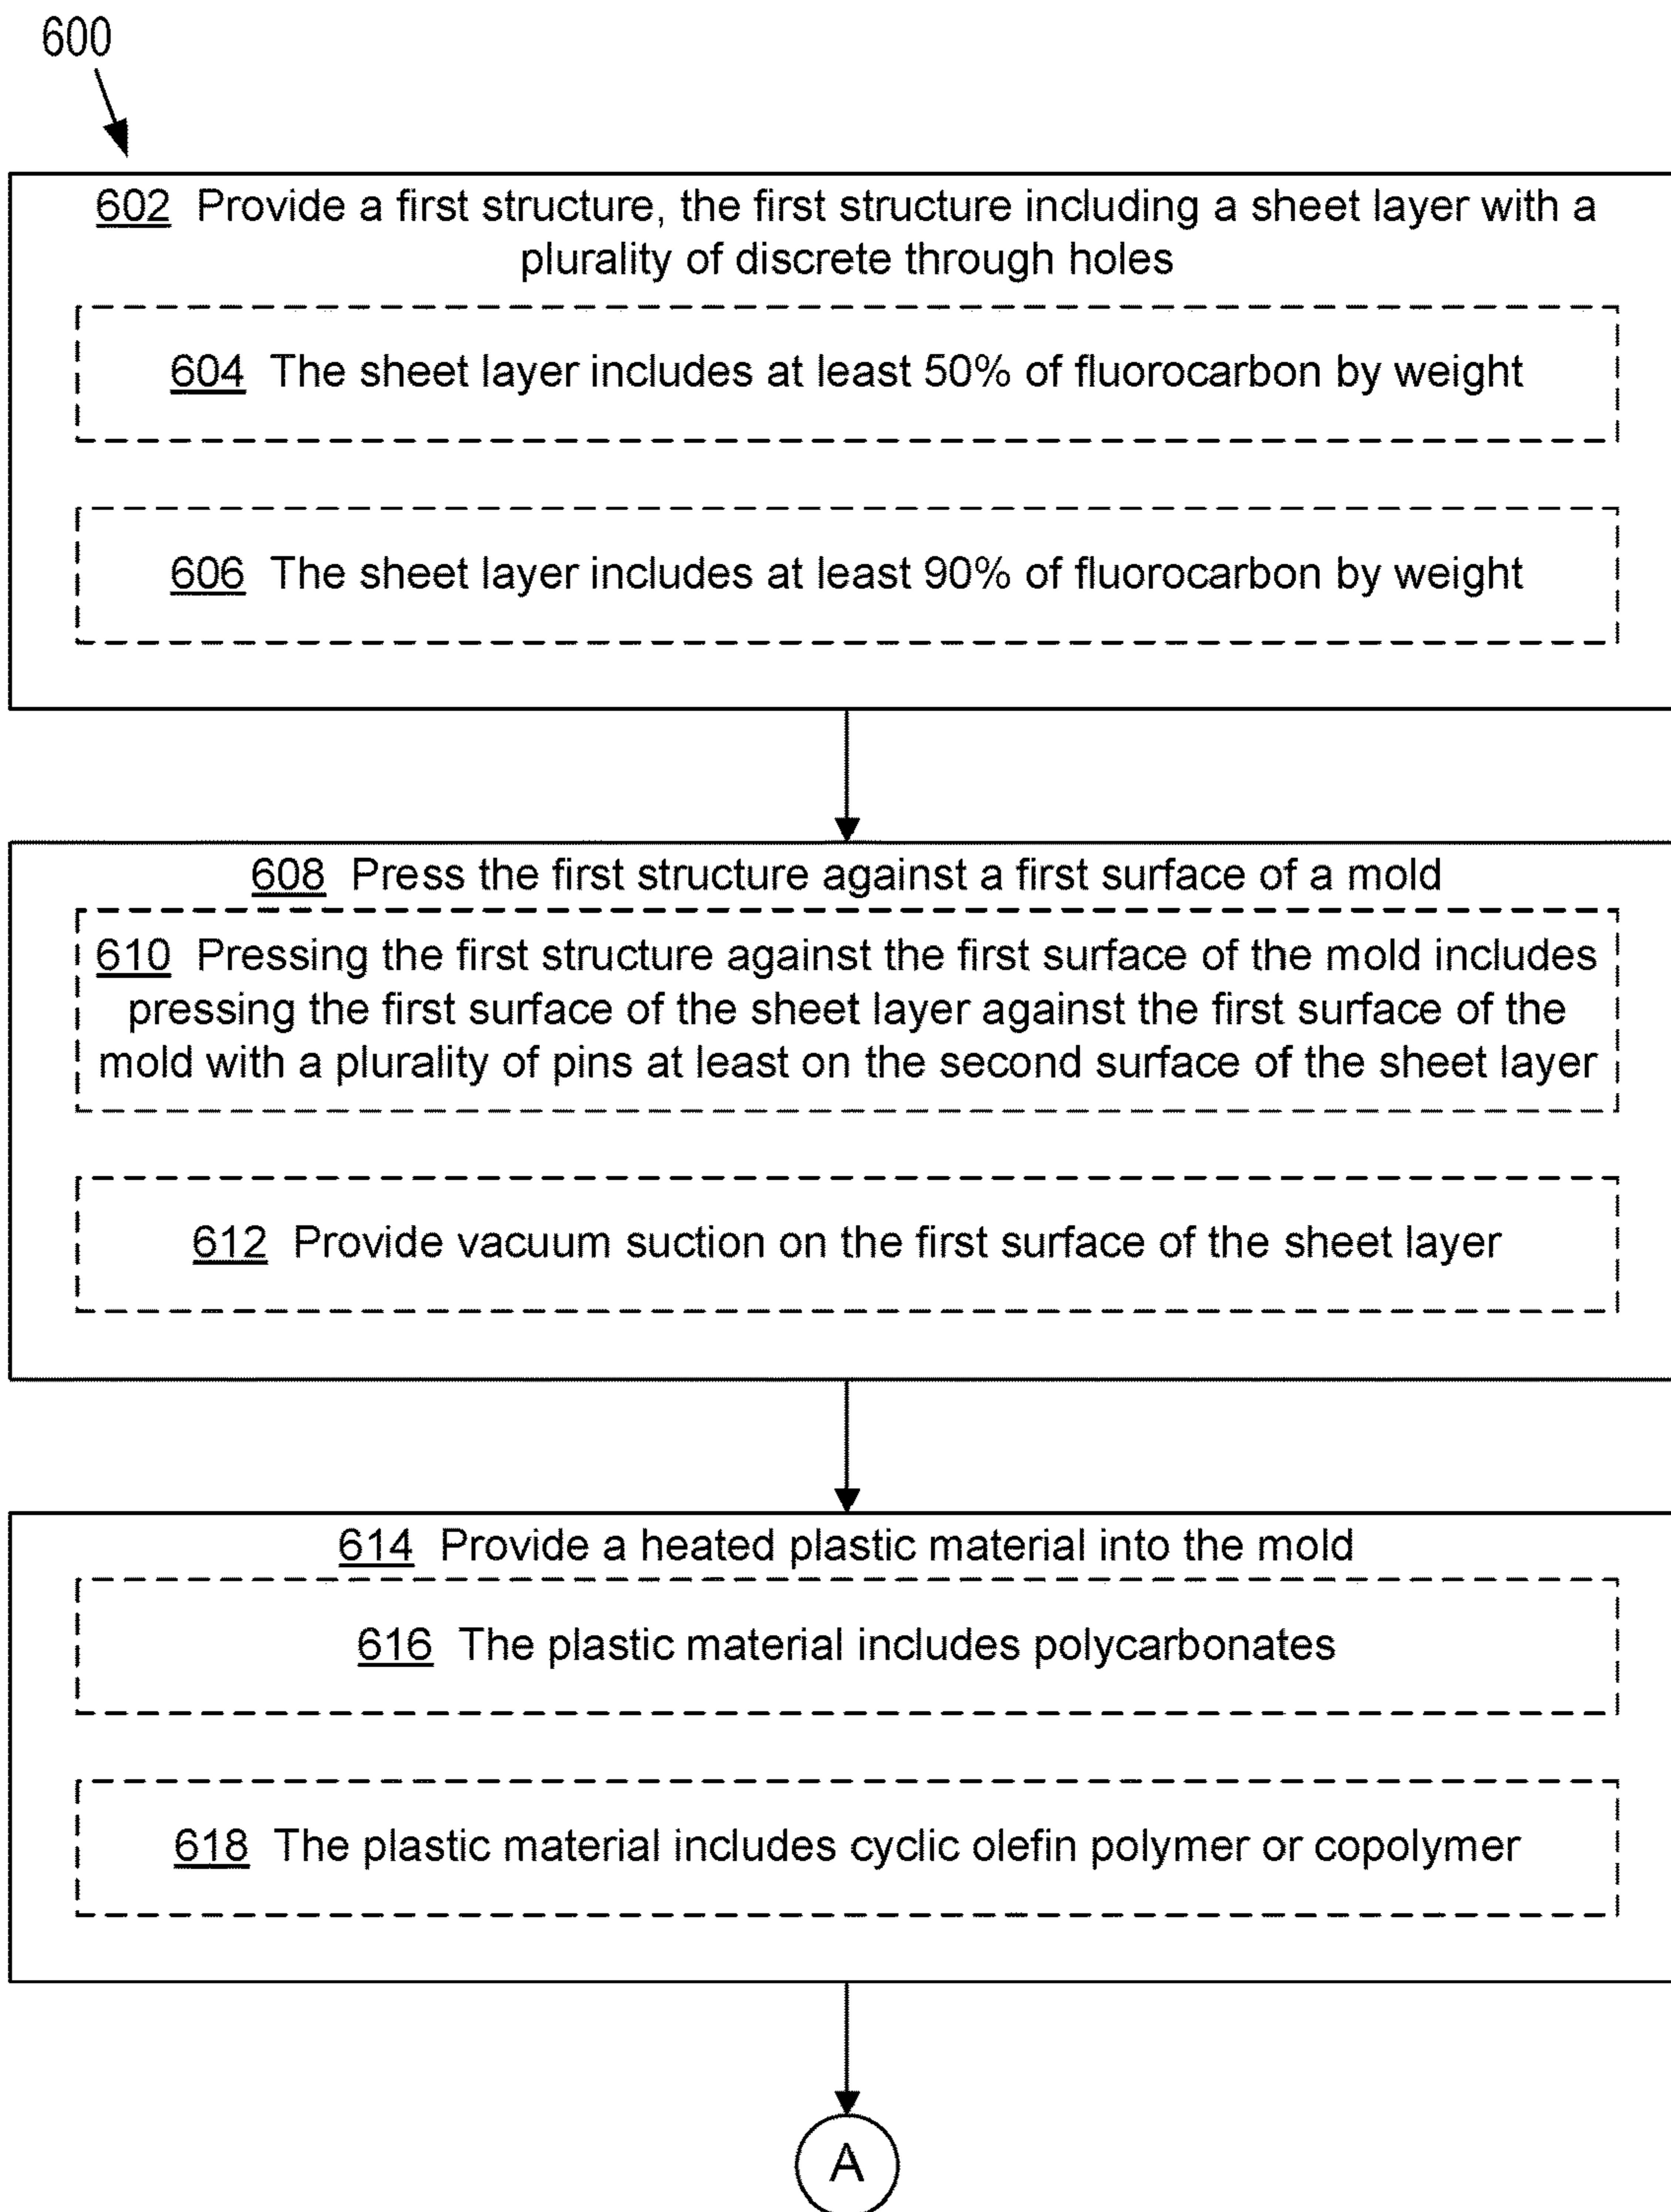 600
602 Provide a first structure, the first structure including a sheet layer with a
plurality of discrete through holes
604 The sheet layer includes at least 50% of fluorocarbon by weight
606 The sheet layer includes at least 90% of fluorocarbon by weight
608 Press the first structure against a first surface of a mold
610 Pressing the first structure against the first surface of the mold includes
pressing the first surface of the sheet layer against the first surface of the
mold with a plurality of pins at least on the second surface of the sheet layer
612 Provide vacuum suction on the first surface of the sheet layer
614 Provide a heated plastic material into the mold
616 The plastic material includes polycarbonates
618 The plastic material includes cyclic olefin polymer or copolymer
A